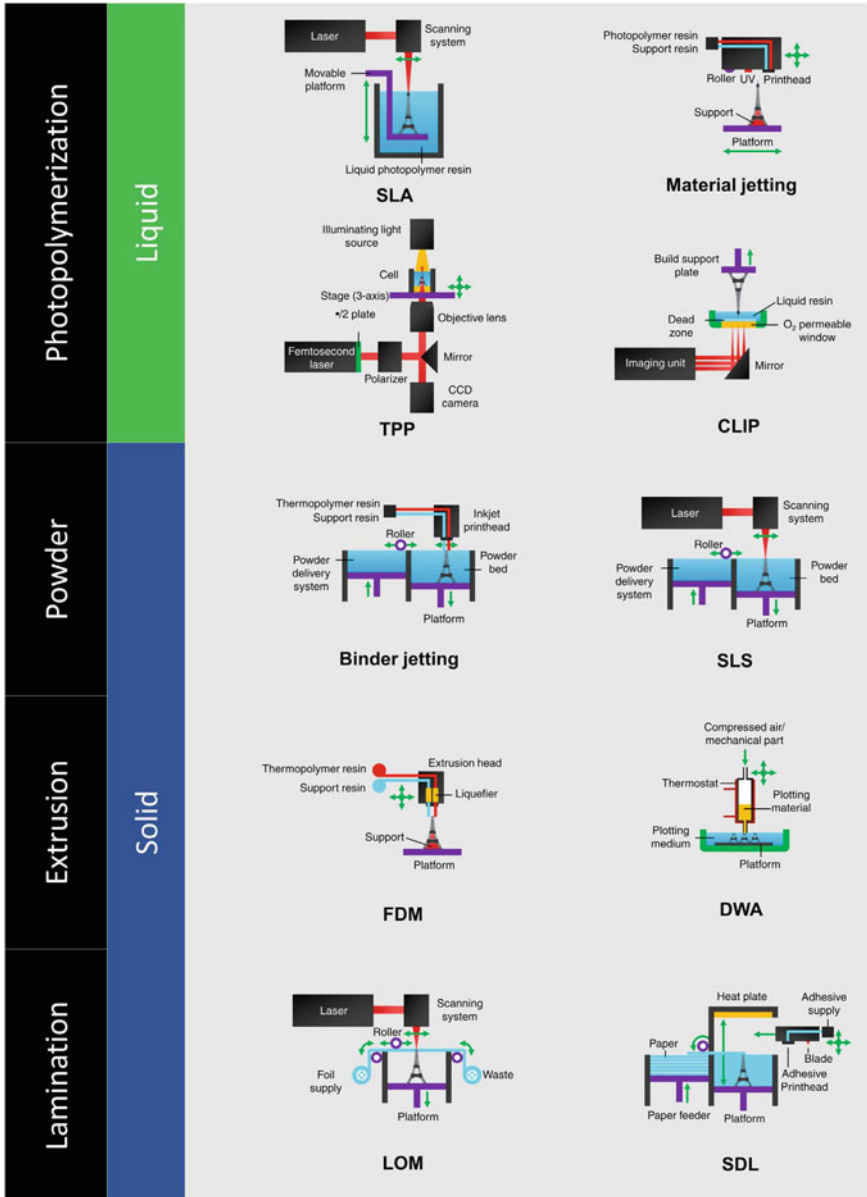 Photopolymerization
Liquid
Laser
Scanning
system
Movable
platform
Liquid photopolymer resin
SLA
Photopolymer resin
Support resin
Roller UV Printhead
Support
Platform
Material jetting
Illuminating light
source
Cell
Stage (3-axis)
•/2 plate
Objective lens
Femtosecond
laser
Mirror
Polarizer
CCD
camera
TPP
Build support
plate
Liquid resin
Dead
zone
O₂ permeable
window
Imaging unit
Mirror
CLIP
Powder
Solid
Thermopolymer resin
Support resin
Inkjet
printhead
Roller
Powder
delivery
system
Powder
bed
Platform
Binder jetting
Laser
Scanning
system
Roller
Powder
delivery
system
Powder
bed
Platform
SLS
Extrusion
Thermopolymer resin
Support resin
Extrusion head
Liquefier
Support
Platform
FDM
Compressed air/
mechanical part
Thermostat
Plotting
material
Plotting
medium
Platform
DWA
Lamination
Laser
Scanning
system
Roller
Foil
supply
Waste
Platform
LOM
Heat plate
Adhesive
supply
Paper
Blade
Adhesive
Printhead
Paper feeder
Platform
SDL